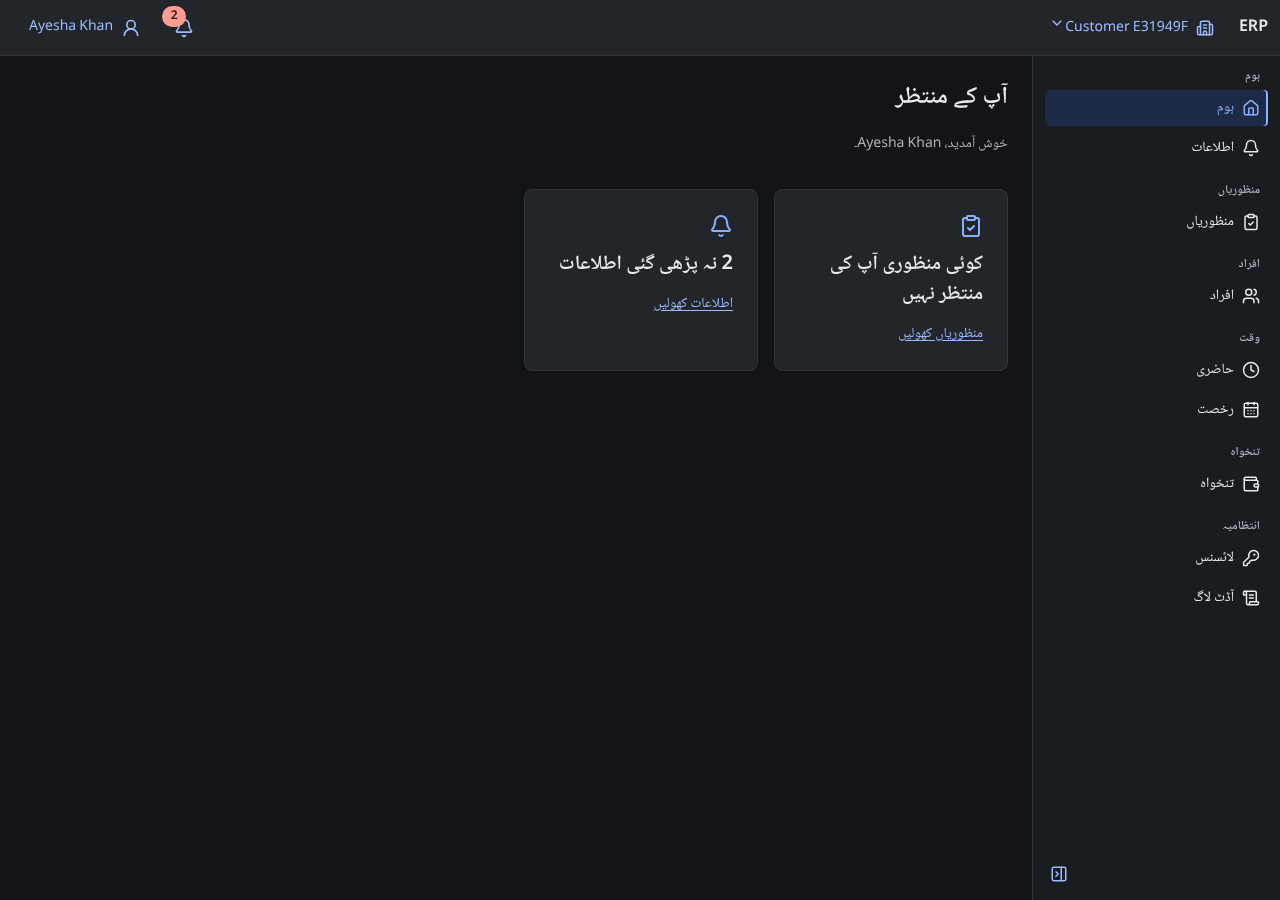 ERP
Customer E31949F
2
Ayesha Khan
ہوم
ہوم
اطلاعات
منظوریاں
منظوریاں
افراد
افراد
وقت
حاضری
رخصت
تنخواہ
تنخواہ
انتظامیہ
لائسنس
آڈٹ لاگ
آپ کے منتظر
خوش آمدید، Ayesha Khan۔
کوئی منظوری آپ کی
منتظر نہیں
منظوریاں کھولیں
2 نہ پڑھی گئی اطلاعات
اطلاعات کھولیں